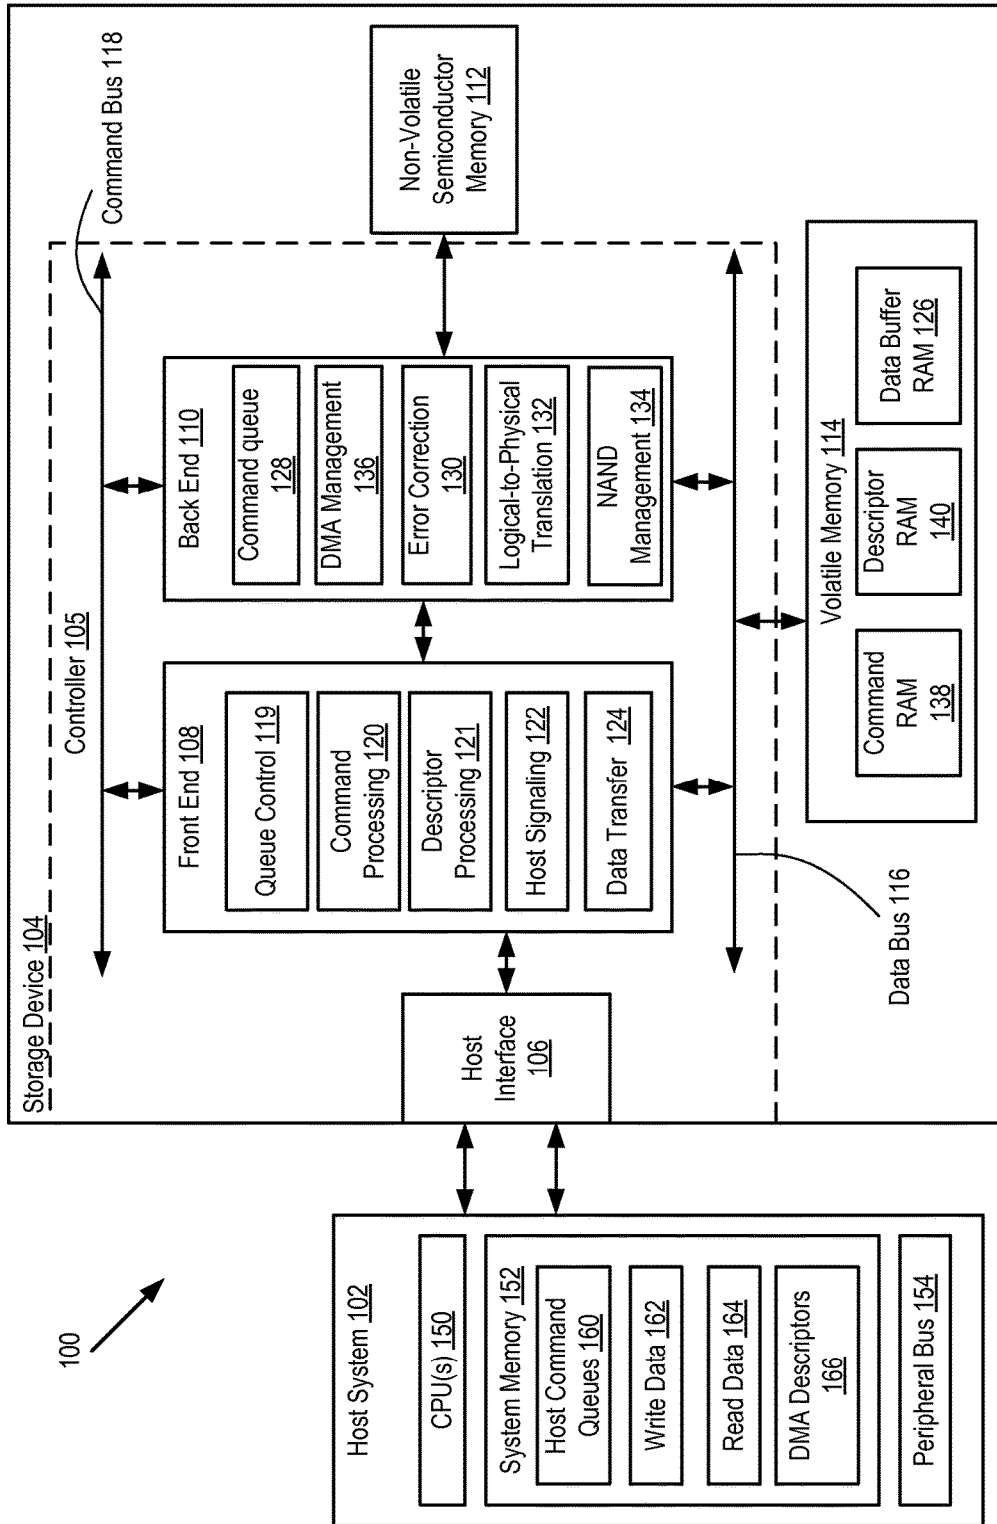 100
Host System 102
CPU(s) 150
System Memory 152
Host Command
Queues 160
Write Data 162
Read Data 164
DMA Descriptors
166
Peripheral Bus 154
Storage Device 104
Controller 105
Command Bus 118
Host
Interface
106
Front End 108
Queue Control 119
Command
Processing 120
Descriptor
Processing 121
Host Signaling 122
Data Transfer 124
Back End 110
Command queue
128
DMA Management
136
Error Correction
130
Logical-to-Physical
Translation 132
NAND
Management 134
Non-Volatile
Semiconductor
Memory 112
Data Bus 116
Volatile Memory 114
Command
RAM
138
Descriptor
RAM
140
Data Buffer
RAM 126